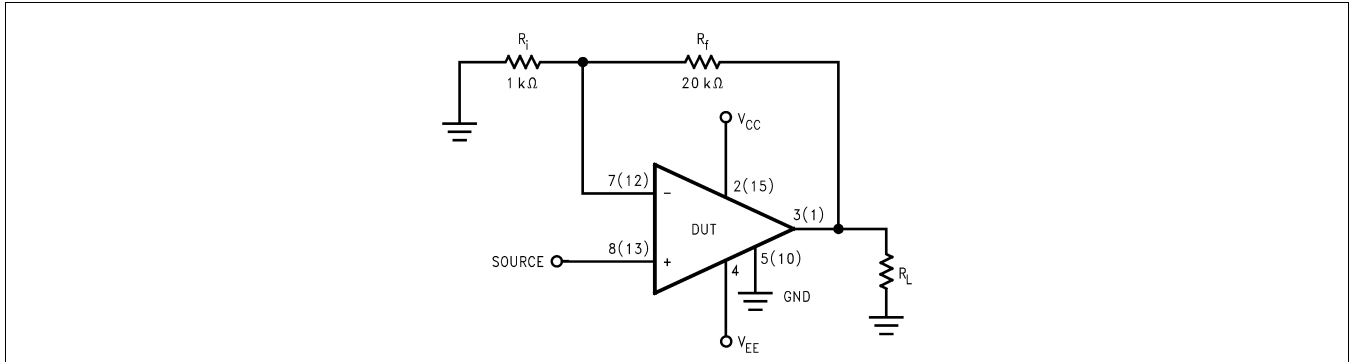 Ri
Rf
1 kΩ
20 kΩ
VCC
7(12)
2(15)
−
3(1)
DUT
8(13)
5(10)
SOURCE
+
4
RL
GND
VEE